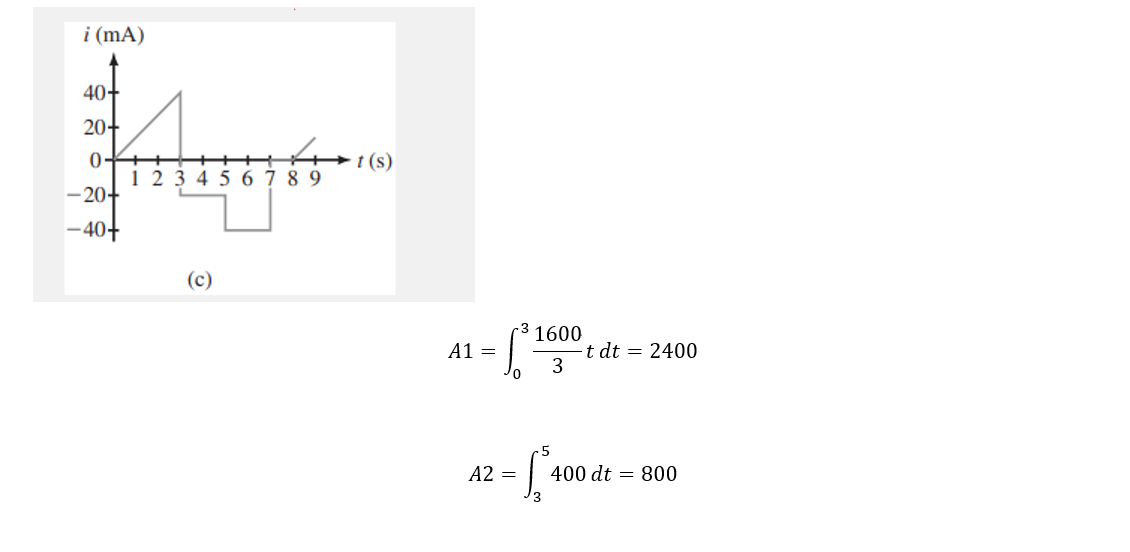 i (mA)
40
20
0
t (s)
1 2 3 4 5 6 7 8 9
−20
−40
(c)
A1 = ∫₀³ 1600/3 t dt = 2400
A2 = ∫₃⁵ 400 dt = 800